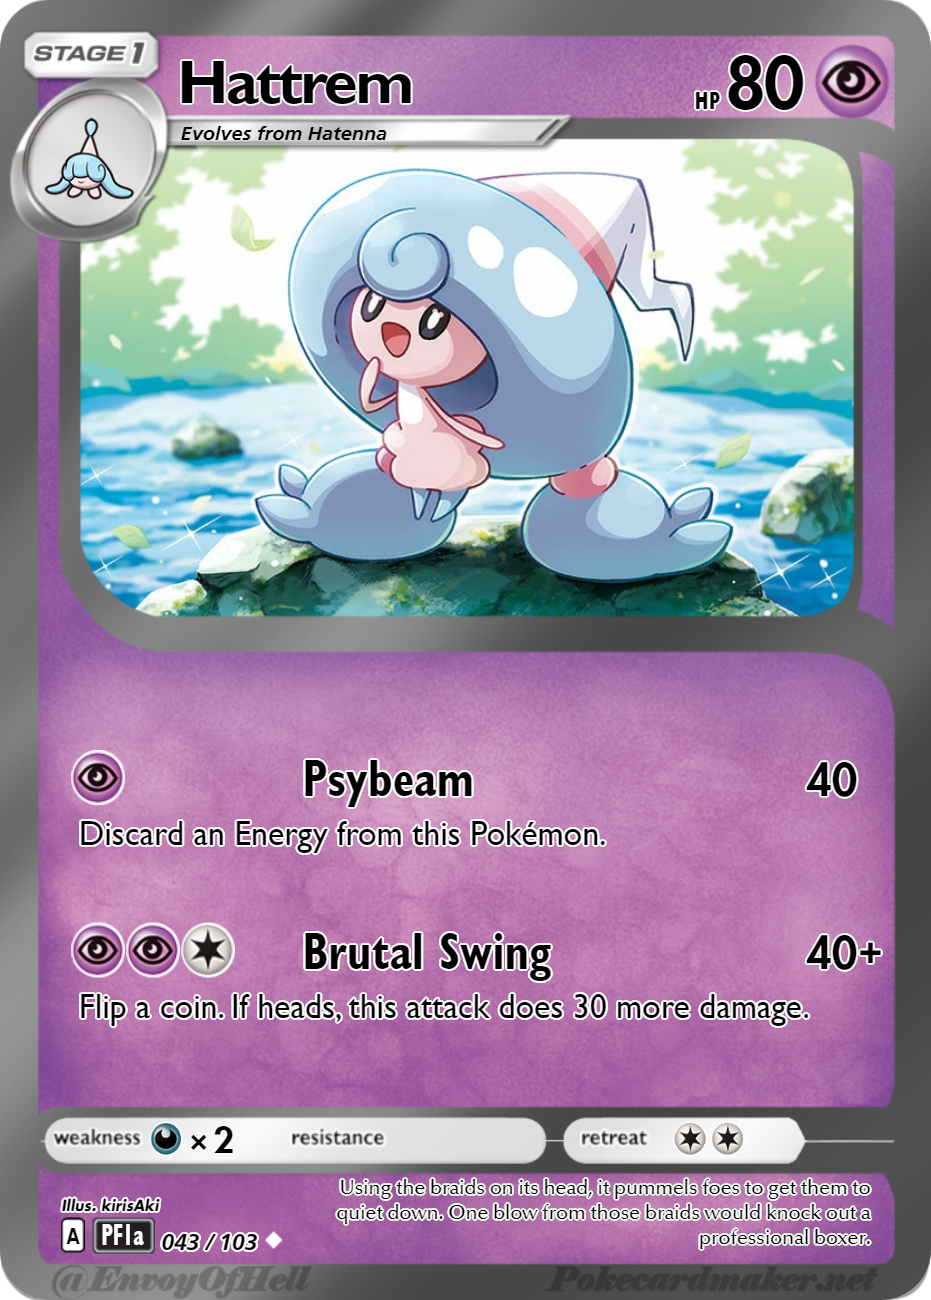 STAGE 1
Hattrem
HP 80
Evolves from Hatenna
Psybeam 40
Discard an Energy from this Pokémon.
Brutal Swing 40+
Flip a coin. If heads, this attack does 30 more damage.
weakness × 2 resistance retreat
Illus. kirisAki
Using the braids on its head, it pummels foes to get them to
quiet down. One blow from those braids would knock out a
professional boxer.
A PF1a 043 / 103
@EnvoyOfHell Pokecardmaker.net